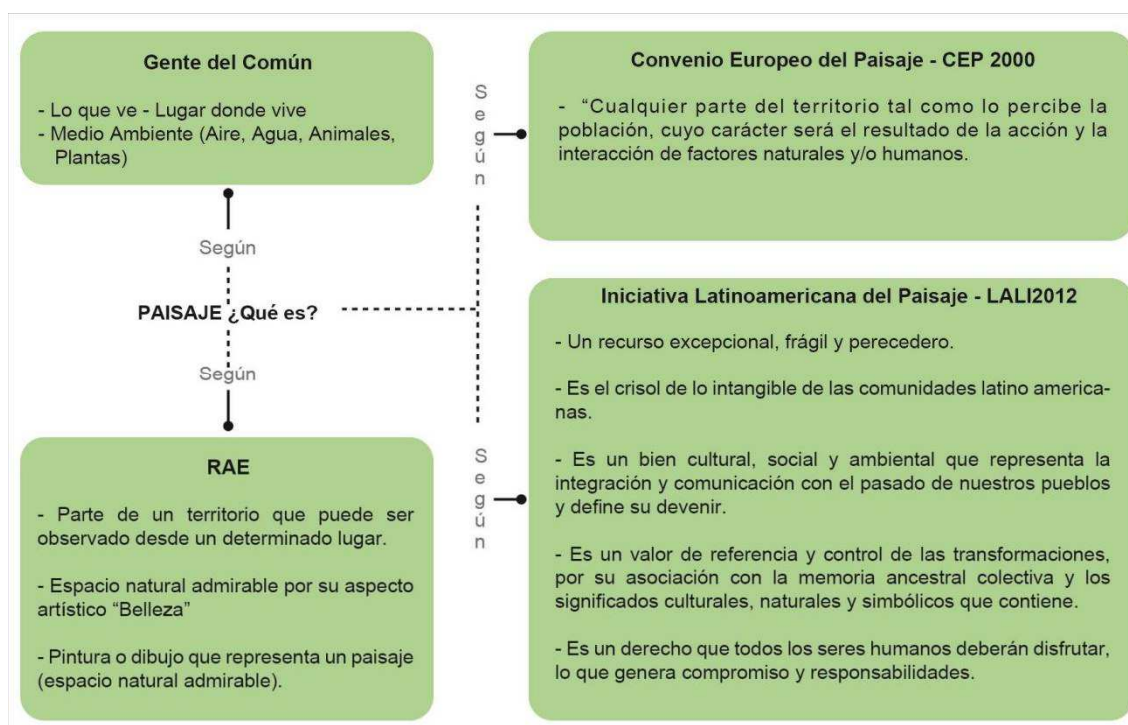 Gente del Común
- Lo que ve - Lugar donde vive
- Medio Ambiente (Aire, Agua, Animales,
Plantas)
Según
PAISAJE ¿Qué es?
Según
RAE
- Parte de un territorio que puede ser
observado desde un determinado lugar.
- Espacio natural admirable por su aspecto
artístico “Belleza”
- Pintura o dibujo que representa un paisaje
(espacio natural admirable).
Según
Convenio Europeo del Paisaje - CEP 2000
- “Cualquier parte del territorio tal como lo percibe la
población, cuyo carácter será el resultado de la acción y la
interacción de factores naturales y/o humanos.
Según
Iniciativa Latinoamericana del Paisaje - LALI2012
- Un recurso excepcional, frágil y perecedero.
- Es el crisol de lo intangible de las comunidades latino america-
nas.
- Es un bien cultural, social y ambiental que representa la
integración y comunicación con el pasado de nuestros pueblos
y define su devenir.
- Es un valor de referencia y control de las transformaciones,
por su asociación con la memoria ancestral colectiva y los
significados culturales, naturales y simbólicos que contiene.
- Es un derecho que todos los seres humanos deberán disfrutar,
lo que genera compromiso y responsabilidades.